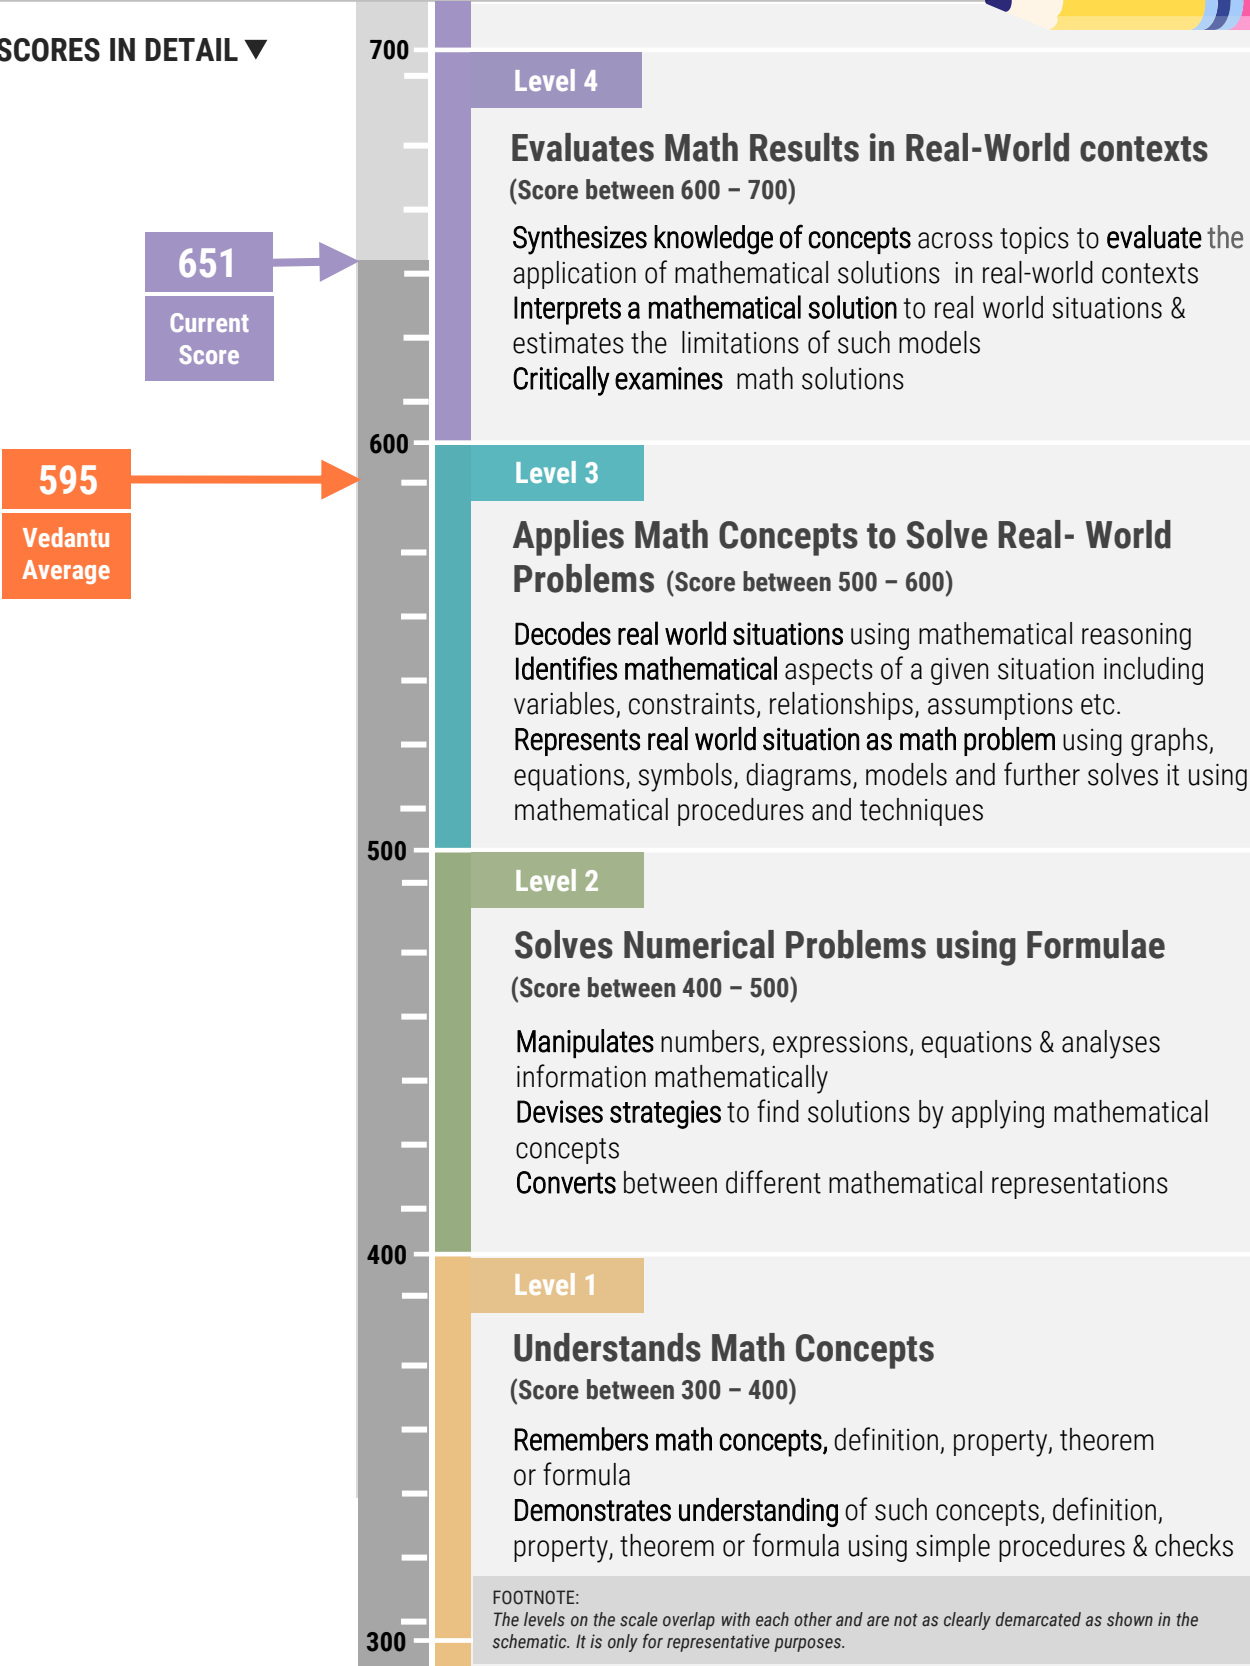 SCORES IN DETAIL ▼
700
Level 4
Evaluates Math Results in Real-World contexts
(Score between 600 – 700)
Synthesizes knowledge of concepts across topics to evaluate the
application of mathematical solutions in real-world contexts
Interprets a mathematical solution to real world situations &
estimates the limitations of such models
Critically examines math solutions
651
Current
Score
600
595
Vedantu
Average
Level 3
Applies Math Concepts to Solve Real- World
Problems (Score between 500 – 600)
Decodes real world situations using mathematical reasoning
Identifies mathematical aspects of a given situation including
variables, constraints, relationships, assumptions etc.
Represents real world situation as math problem using graphs,
equations, symbols, diagrams, models and further solves it using
mathematical procedures and techniques
500
Level 2
Solves Numerical Problems using Formulae
(Score between 400 – 500)
Manipulates numbers, expressions, equations & analyses
information mathematically
Devises strategies to find solutions by applying mathematical
concepts
Converts between different mathematical representations
400
Level 1
Understands Math Concepts
(Score between 300 – 400)
Remembers math concepts, definition, property, theorem
or formula
Demonstrates understanding of such concepts, definition,
property, theorem or formula using simple procedures & checks
FOOTNOTE:
The levels on the scale overlap with each other and are not as clearly demarcated as shown in the
schematic. It is only for representative purposes.
300